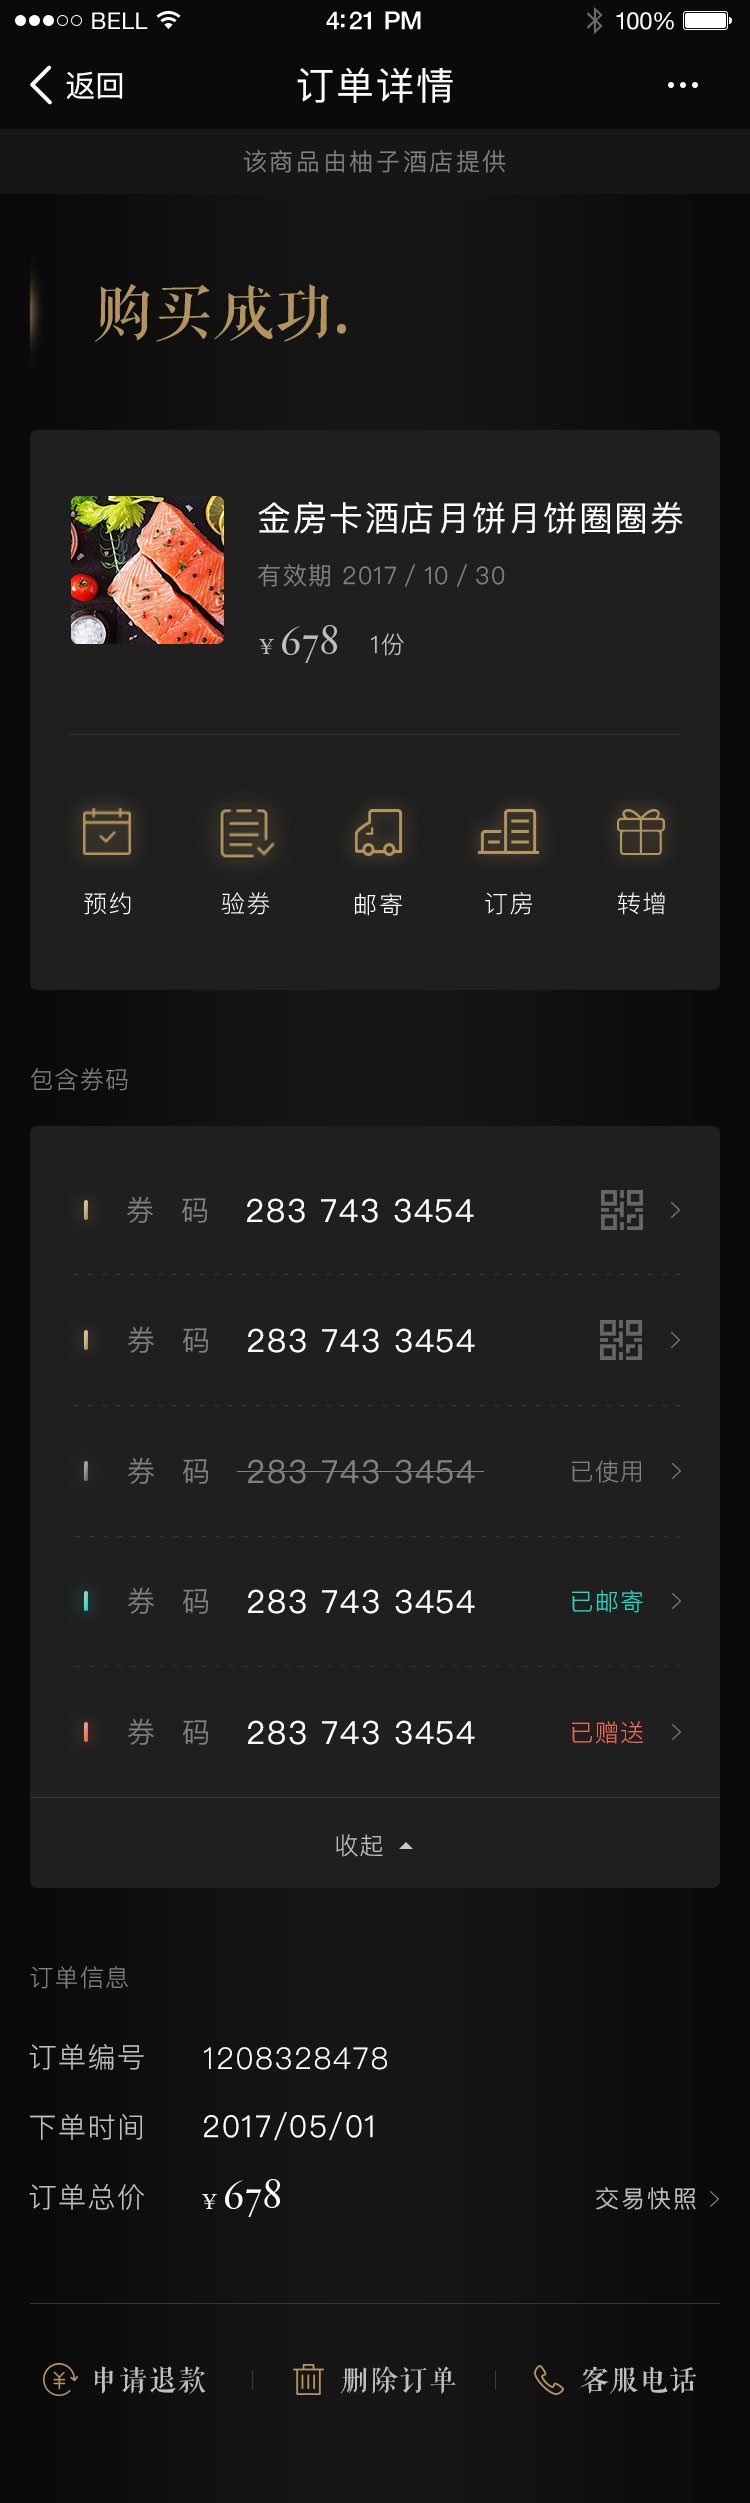 BELL 4:21 PM 100%
返回 订单详情
该商品由柚子酒店提供
购买成功.
金房卡酒店月饼月饼圈圈券
有效期 2017 / 10 / 30
¥ 678 1份
预约 验券 邮寄 订房 转增
包含券码
券 码 283 743 3454
券 码 283 743 3454
券 码 283 743 3454 已使用
券 码 283 743 3454 已邮寄
券 码 283 743 3454 已赠送
收起
订单信息
订单编号 1208328478
下单时间 2017/05/01
订单总价 ¥ 678 交易快照
申请退款 删除订单 客服电话